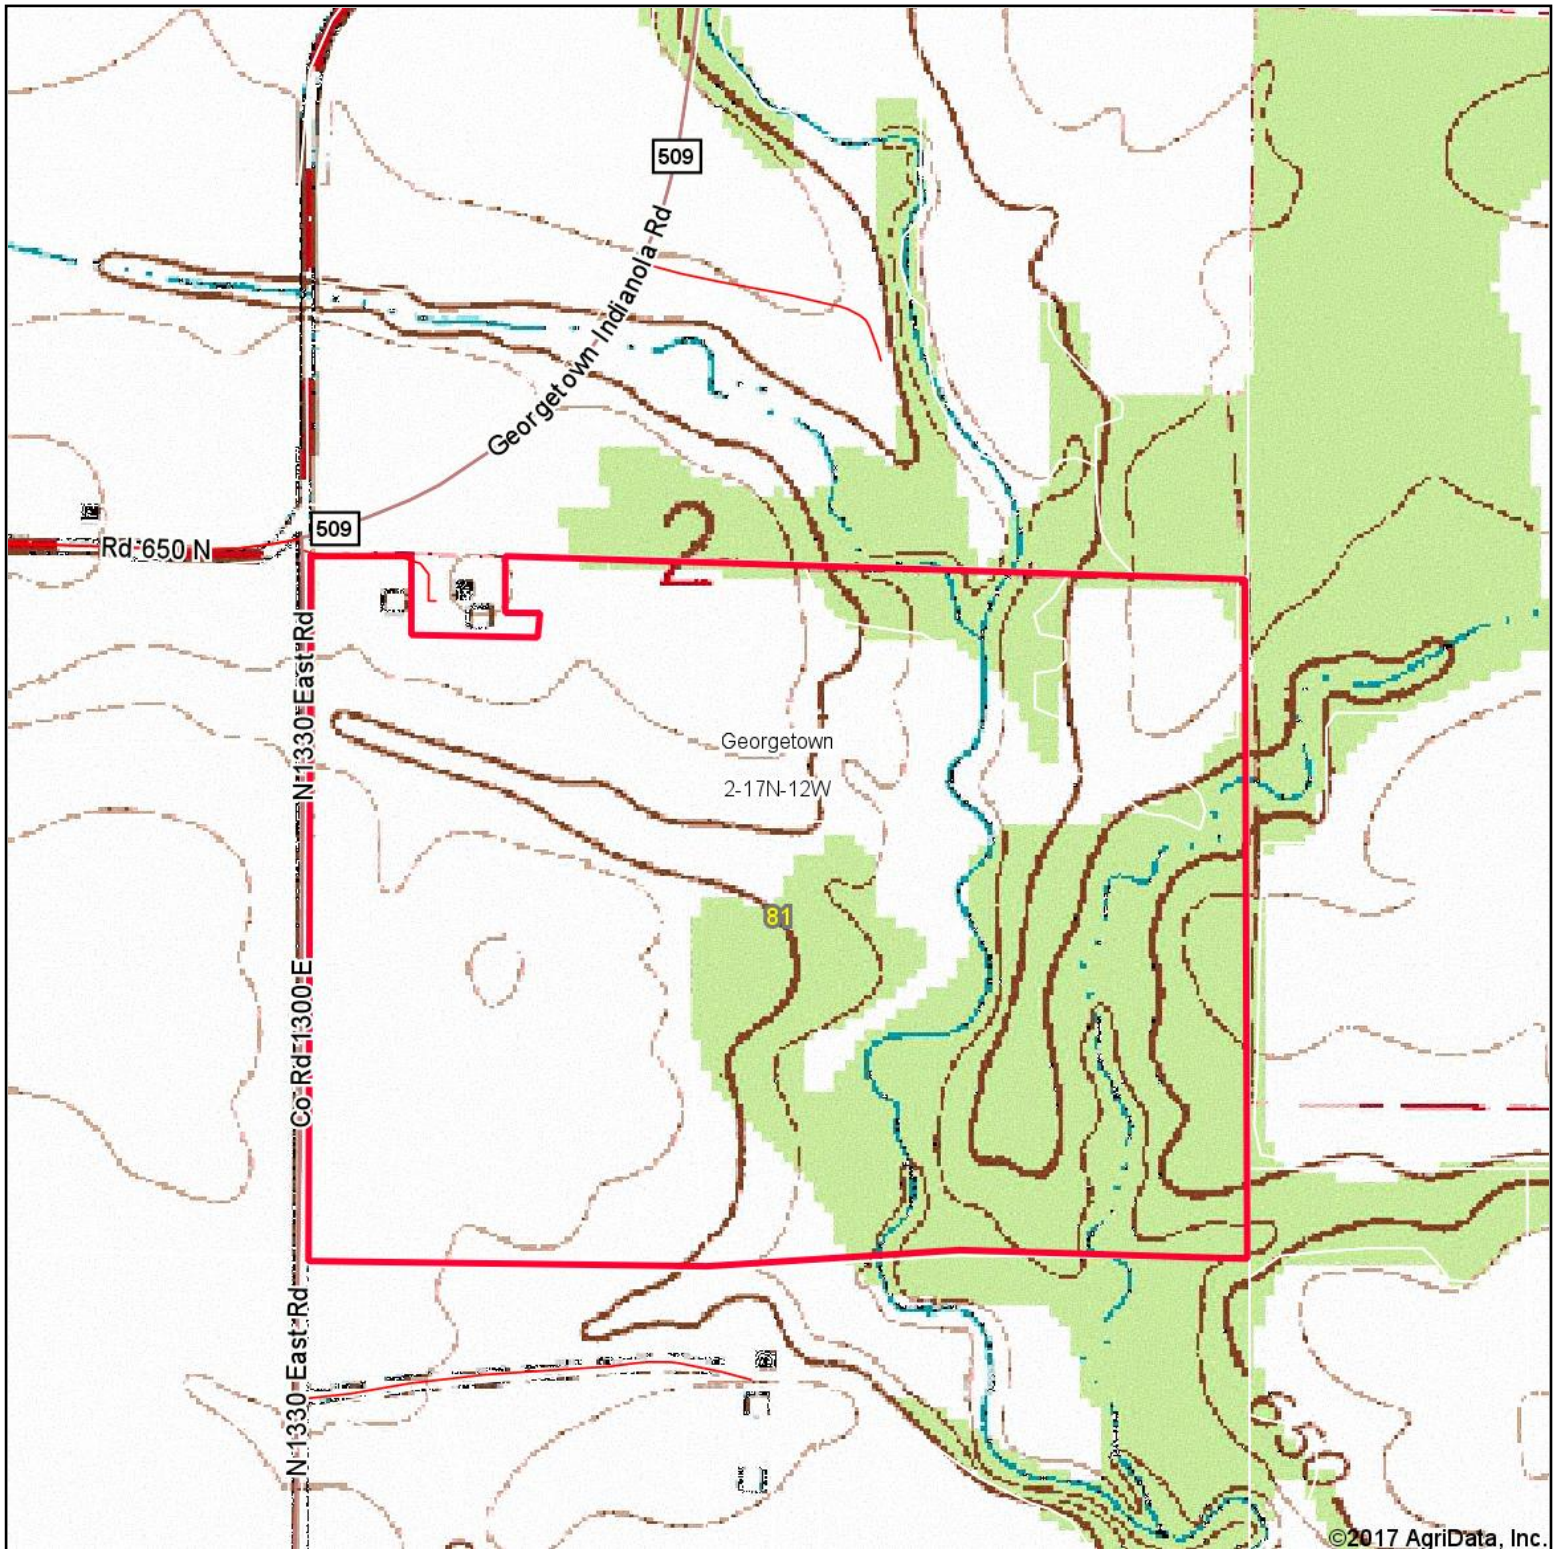 509
Georgetown-Indianola-Rd
509
Rd 650 N
2
N 1330 East Rd
Georgetown
2-17N-12W
81
Co Rd 1300 E
N 1330 East Rd
650
©2017 AgriData, Inc.